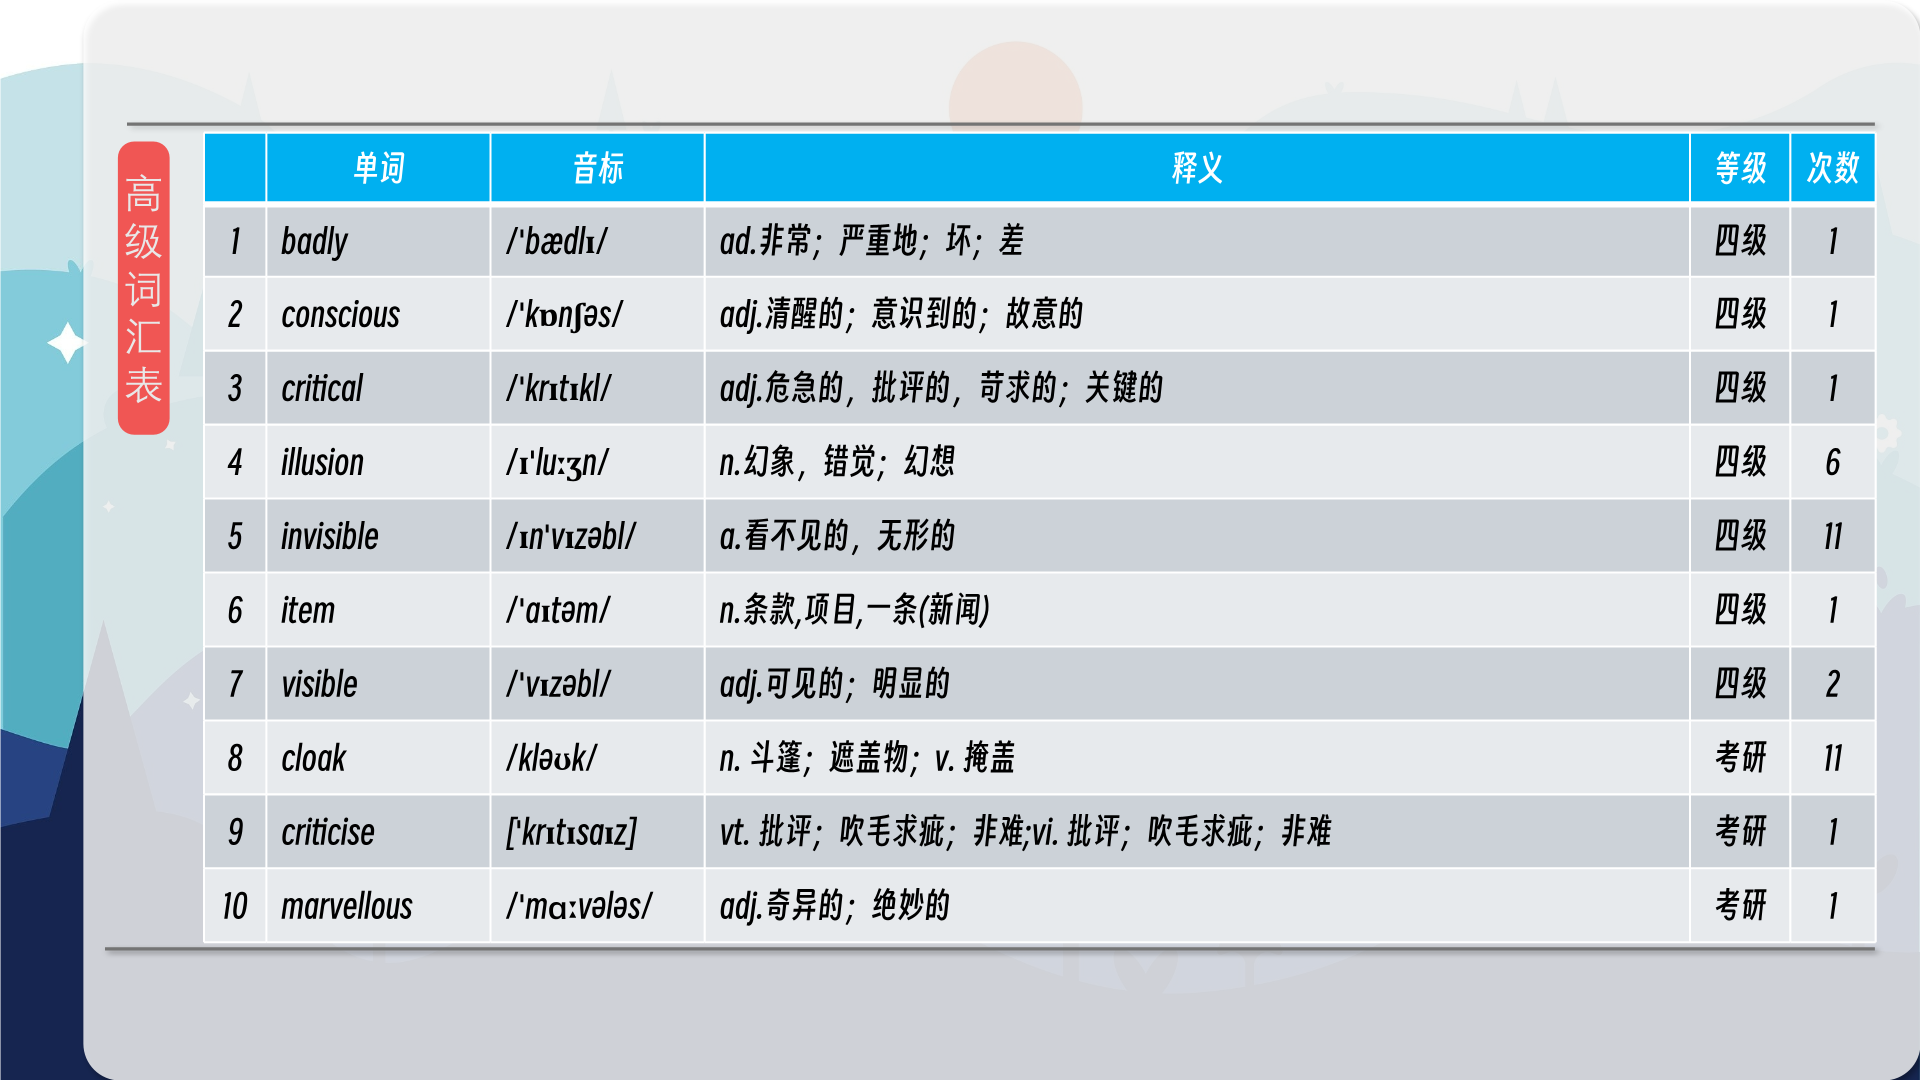 高级词汇表
单词 音标 释义 等级 次数
1 badly /'bædlɪ/ ad.非常；严重地；坏；差 四级 1
2 conscious /'kɒnʃəs/ adj.清醒的；意识到的；故意的 四级 1
3 critical /'krɪtɪkl/ adj.危急的，批评的，苛求的；关键的 四级 1
4 illusion /ɪ'luːʒn/ n.幻象，错觉；幻想 四级 6
5 invisible /ɪn'vɪzəbl/ a.看不见的，无形的 四级 11
6 item /'aɪtəm/ n.条款,项目,一条(新闻) 四级 1
7 visible /'vɪzəbl/ adj.可见的；明显的 四级 2
8 cloak /kləʊk/ n. 斗篷；遮盖物；v. 掩盖 考研 11
9 criticise ['krɪtɪsaɪz] vt. 批评；吹毛求疵；非难;vi. 批评；吹毛求疵；非难 考研 1
10 marvellous /'mɑːvələs/ adj.奇异的；绝妙的 考研 1